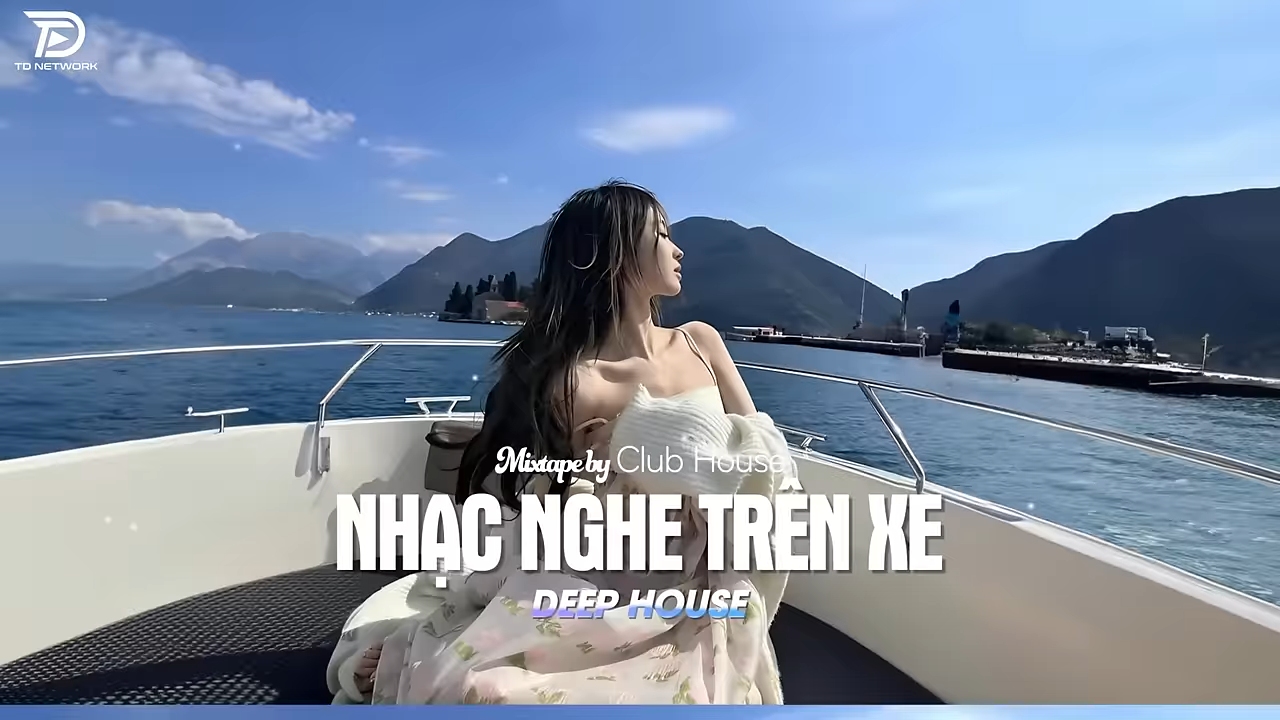 TD NETWORK
Mixtape by Club House
NHẠC NGHE TRÊN XE
DEEP HOUSE